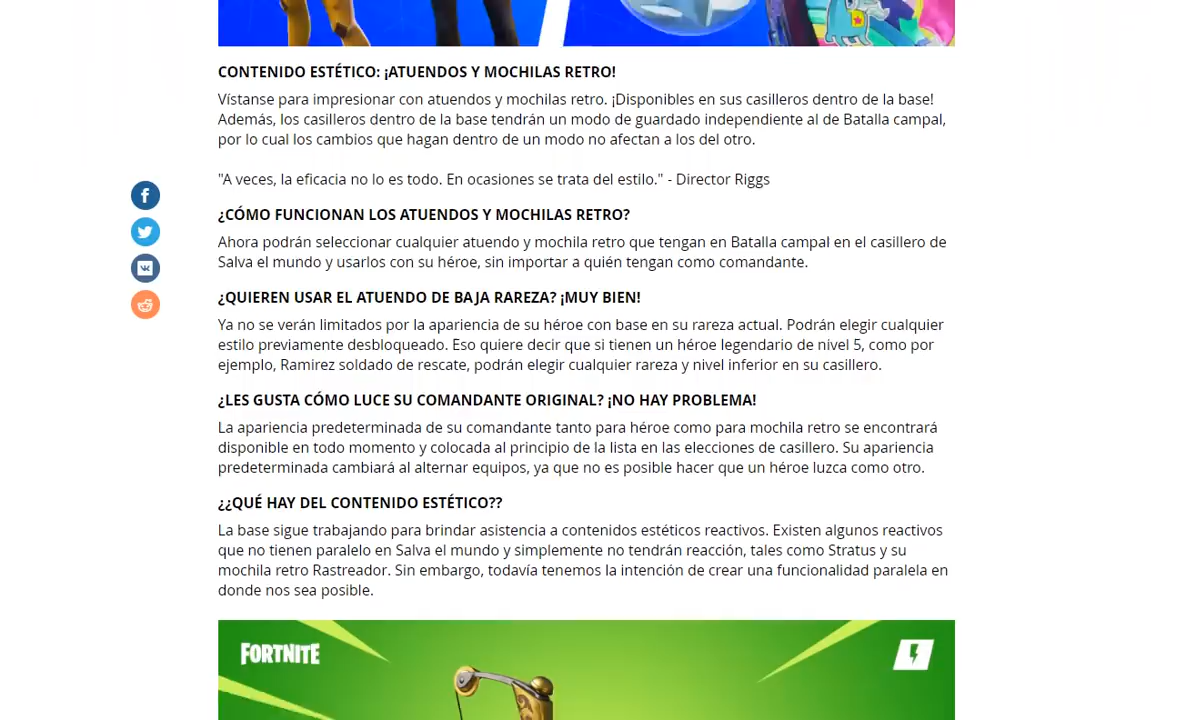 CONTENIDO ESTÉTICO: ¡ATUENDOS Y MOCHILAS RETRO!
Vístanse para impresionar con atuendos y mochilas retro. ¡Disponibles en sus casilleros dentro de la base!
Además, los casilleros dentro de la base tendrán un modo de guardado independiente al de Batalla campal,
por lo cual los cambios que hagan dentro de un modo no afectan a los del otro.
"A veces, la eficacia no lo es todo. En ocasiones se trata del estilo." - Director Riggs
¿CÓMO FUNCIONAN LOS ATUENDOS Y MOCHILAS RETRO?
Ahora podrán seleccionar cualquier atuendo y mochila retro que tengan en Batalla campal en el casillero de
Salva el mundo y usarlos con su héroe, sin importar a quién tengan como comandante.
¿QUIEREN USAR EL ATUENDO DE BAJA RAREZA? ¡MUY BIEN!
Ya no se verán limitados por la apariencia de su héroe con base en su rareza actual. Podrán elegir cualquier
estilo previamente desbloqueado. Eso quiere decir que si tienen un héroe legendario de nivel 5, como por
ejemplo, Ramirez soldado de rescate, podrán elegir cualquier rareza y nivel inferior en su casillero.
¿LES GUSTA CÓMO LUCE SU COMANDANTE ORIGINAL? ¡NO HAY PROBLEMA!
La apariencia predeterminada de su comandante tanto para héroe como para mochila retro se encontrará
disponible en todo momento y colocada al principio de la lista en las elecciones de casillero. Su apariencia
predeterminada cambiará al alternar equipos, ya que no es posible hacer que un héroe luzca como otro.
¿¿QUÉ HAY DEL CONTENIDO ESTÉTICO??
La base sigue trabajando para brindar asistencia a contenidos estéticos reactivos. Existen algunos reactivos
que no tienen paralelo en Salva el mundo y simplemente no tendrán reacción, tales como Stratus y su
mochila retro Rastreador. Sin embargo, todavía tenemos la intención de crear una funcionalidad paralela en
donde nos sea posible.
FORTNITE